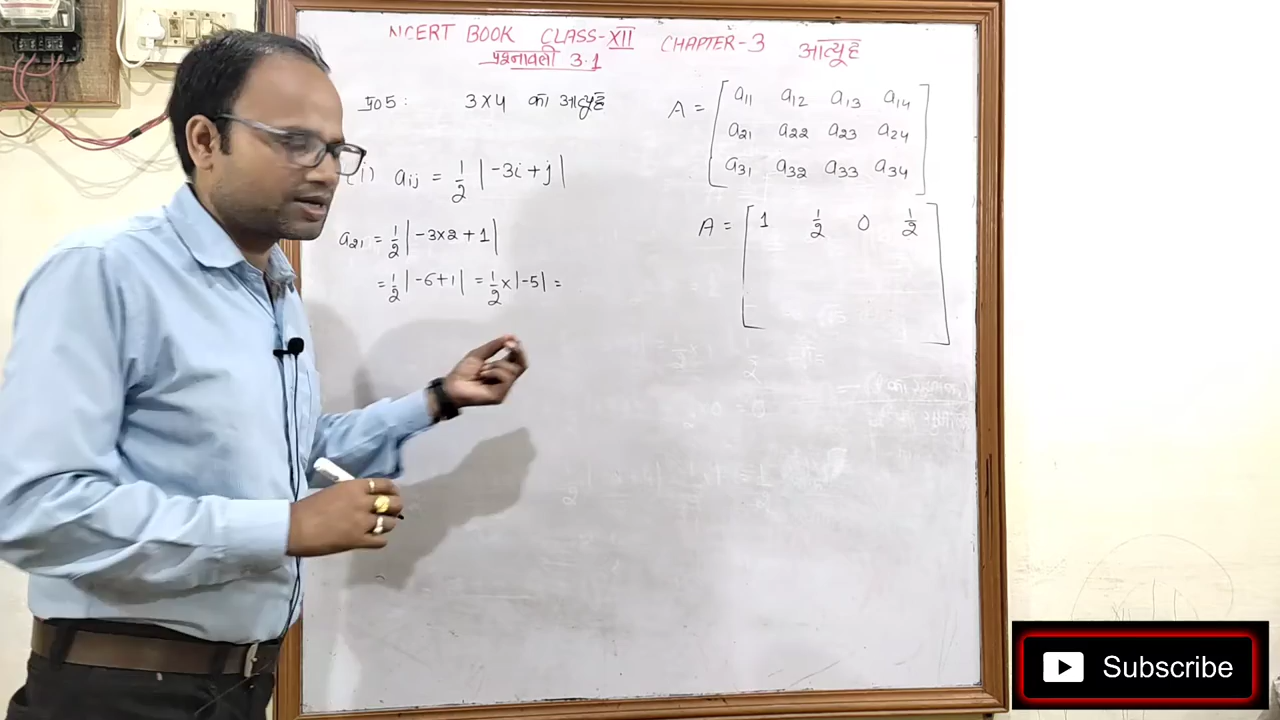 NCERT BOOK CLASS-XII CHAPTER-3 आव्यूह
प्रश्नावली 3.1
प्र05: 3×4 का आव्यूह
(i) aij = 1/2 |-3i+j|
a21 = 1/2 |-3×2+1|
= 1/2 |-6+1| = 1/2 × |-5| =
A = [a11 a12 a13 a14
a21 a22 a23 a24
a31 a32 a33 a34]
A = [1 1/2 0 1/2]
Subscribe